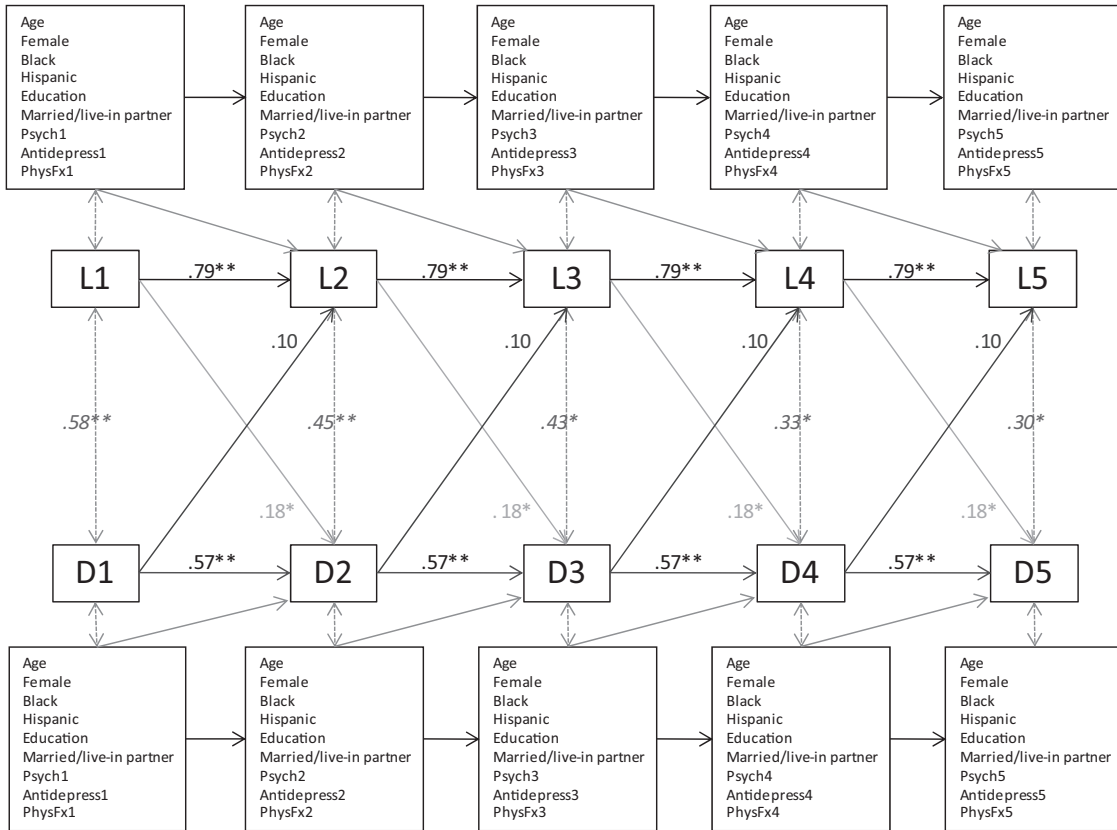 Age
Female
Black
Hispanic
Education
Married/live-in partner
Psych1
Antidepress1
PhysFx1
Age
Female
Black
Hispanic
Education
Married/live-in partner
Psych2
Antidepress2
PhysFx2
Age
Female
Black
Hispanic
Education
Married/live-in partner
Psych3
Antidepress3
PhysFx3
Age
Female
Black
Hispanic
Education
Married/live-in partner
Psych4
Antidepress4
PhysFx4
Age
Female
Black
Hispanic
Education
Married/live-in partner
Psych5
Antidepress5
PhysFx5
L1 .79** L2 .79** L3 .79** L4 .79** L5
.10 .10 .10 .10
.58** .45** .43* .33* .30*
.18* .18* .18* .18*
D1 .57** D2 .57** D3 .57** D4 .57** D5
Age
Female
Black
Hispanic
Education
Married/live-in partner
Psych1
Antidepress1
PhysFx1
Age
Female
Black
Hispanic
Education
Married/live-in partner
Psych2
Antidepress2
PhysFx2
Age
Female
Black
Hispanic
Education
Married/live-in partner
Psych3
Antidepress3
PhysFx3
Age
Female
Black
Hispanic
Education
Married/live-in partner
Psych4
Antidepress4
PhysFx4
Age
Female
Black
Hispanic
Education
Married/live-in partner
Psych5
Antidepress5
PhysFx5